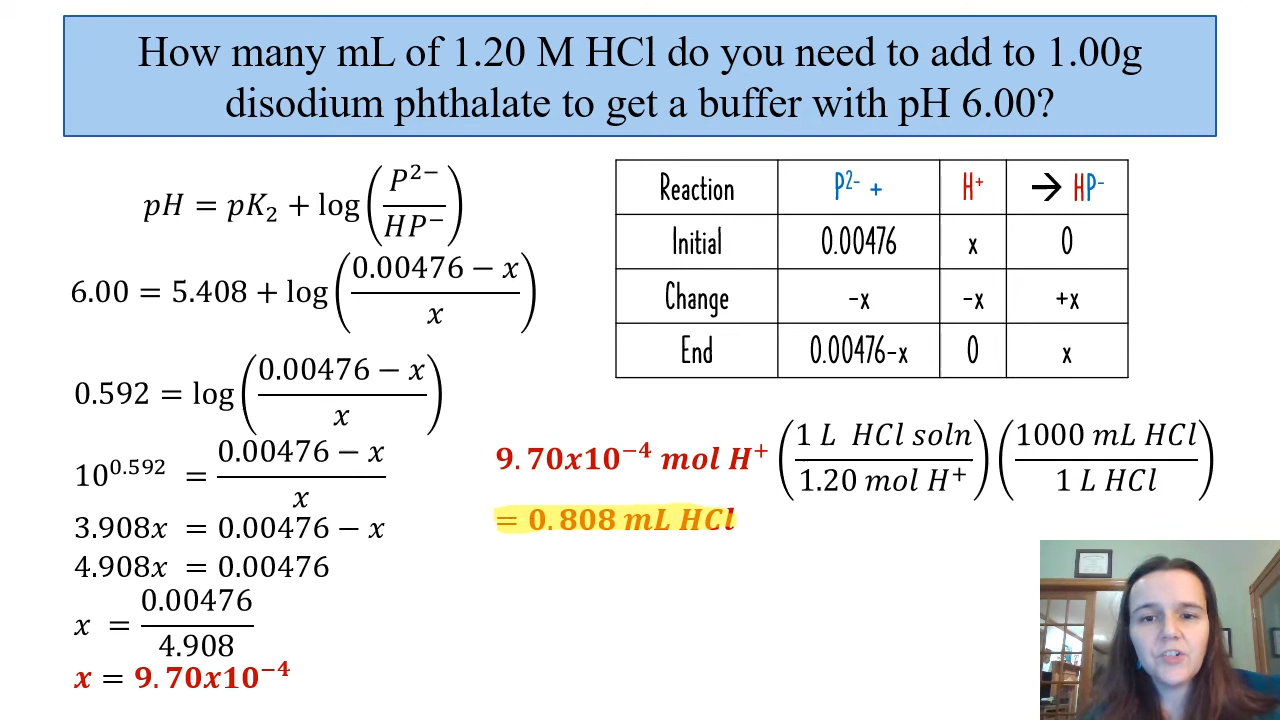 How many mL of 1.20 M HCl do you need to add to 1.00g
disodium phthalate to get a buffer with pH 6.00?
pH = pK₂ + log(P²⁻/HP⁻)
6.00 = 5.408 + log((0.00476 − x)/x)
0.592 = log((0.00476 − x)/x)
10^0.592 = (0.00476 − x)/x
3.908x = 0.00476 − x
4.908x = 0.00476
x = 0.00476/4.908
x = 9.70x10⁻⁴
Reaction P²⁻ + H⁺ → HP⁻
Initial 0.00476 x 0
Change -x -x +x
End 0.00476-x 0 x
9.70x10⁻⁴ mol H⁺ (1 L HCl soln/1.20 mol H⁺)(1000 mL HCl/1 L HCl)
= 0.808 mL HCl